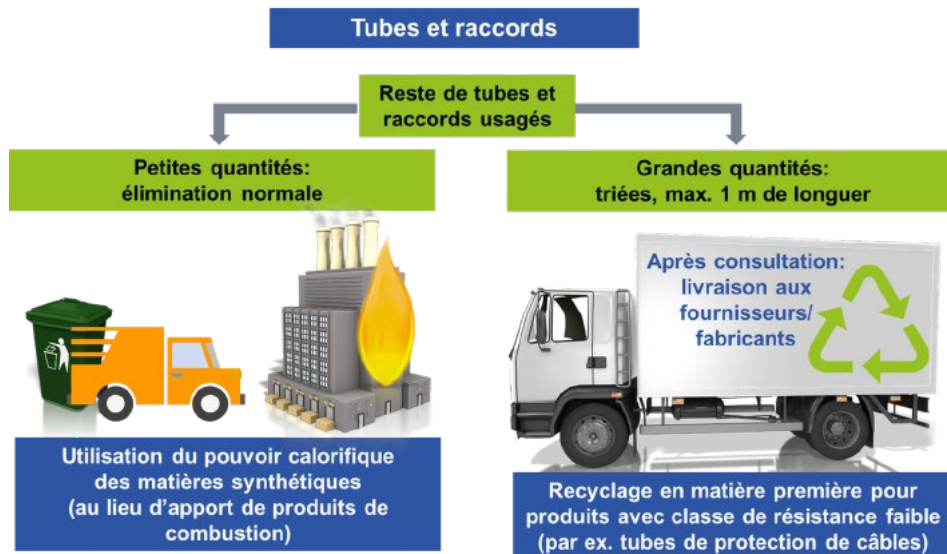 Tubes et raccords
Reste de tubes et
raccords usagés
Petites quantités:
élimination normale
Grandes quantités:
triées, max. 1 m de longuer
Après consultation:
livraison aux
fournisseurs/
fabricants
Utilisation du pouvoir calorifique
des matières synthétiques
(au lieu d'apport de produits de
combustion)
Recyclage en matière première pour
produits avec classe de résistance faible
(par ex. tubes de protection de câbles)